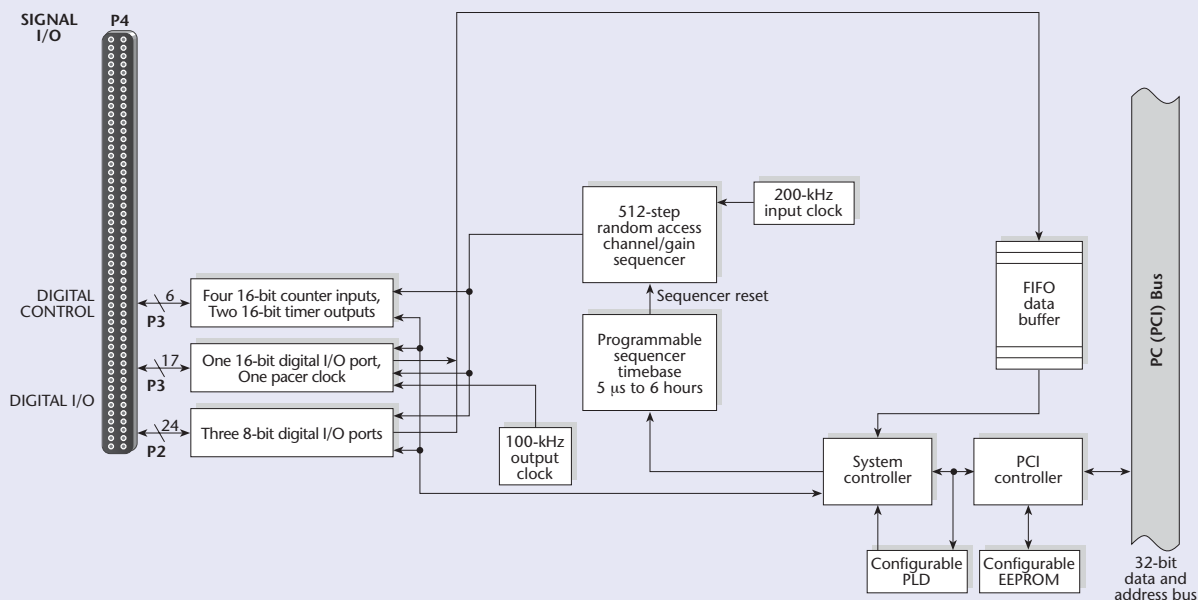 SIGNAL
I/O
P4
200-kHz
input clock
512-step
random access
channel/gain
sequencer
Sequencer reset
FIFO
data
buffer
PC (PCI) Bus
DIGITAL
CONTROL
6
P3
Four 16-bit counter inputs,
Two 16-bit timer outputs
Programmable
sequencer
timebase
5 μs to 6 hours
17
P3
One 16-bit digital I/O port,
One pacer clock
DIGITAL I/O
24
P2
Three 8-bit digital I/O ports
100-kHz
output
clock
System
controller
PCI
controller
Configurable
PLD
Configurable
EEPROM
32-bit
data and
address bus